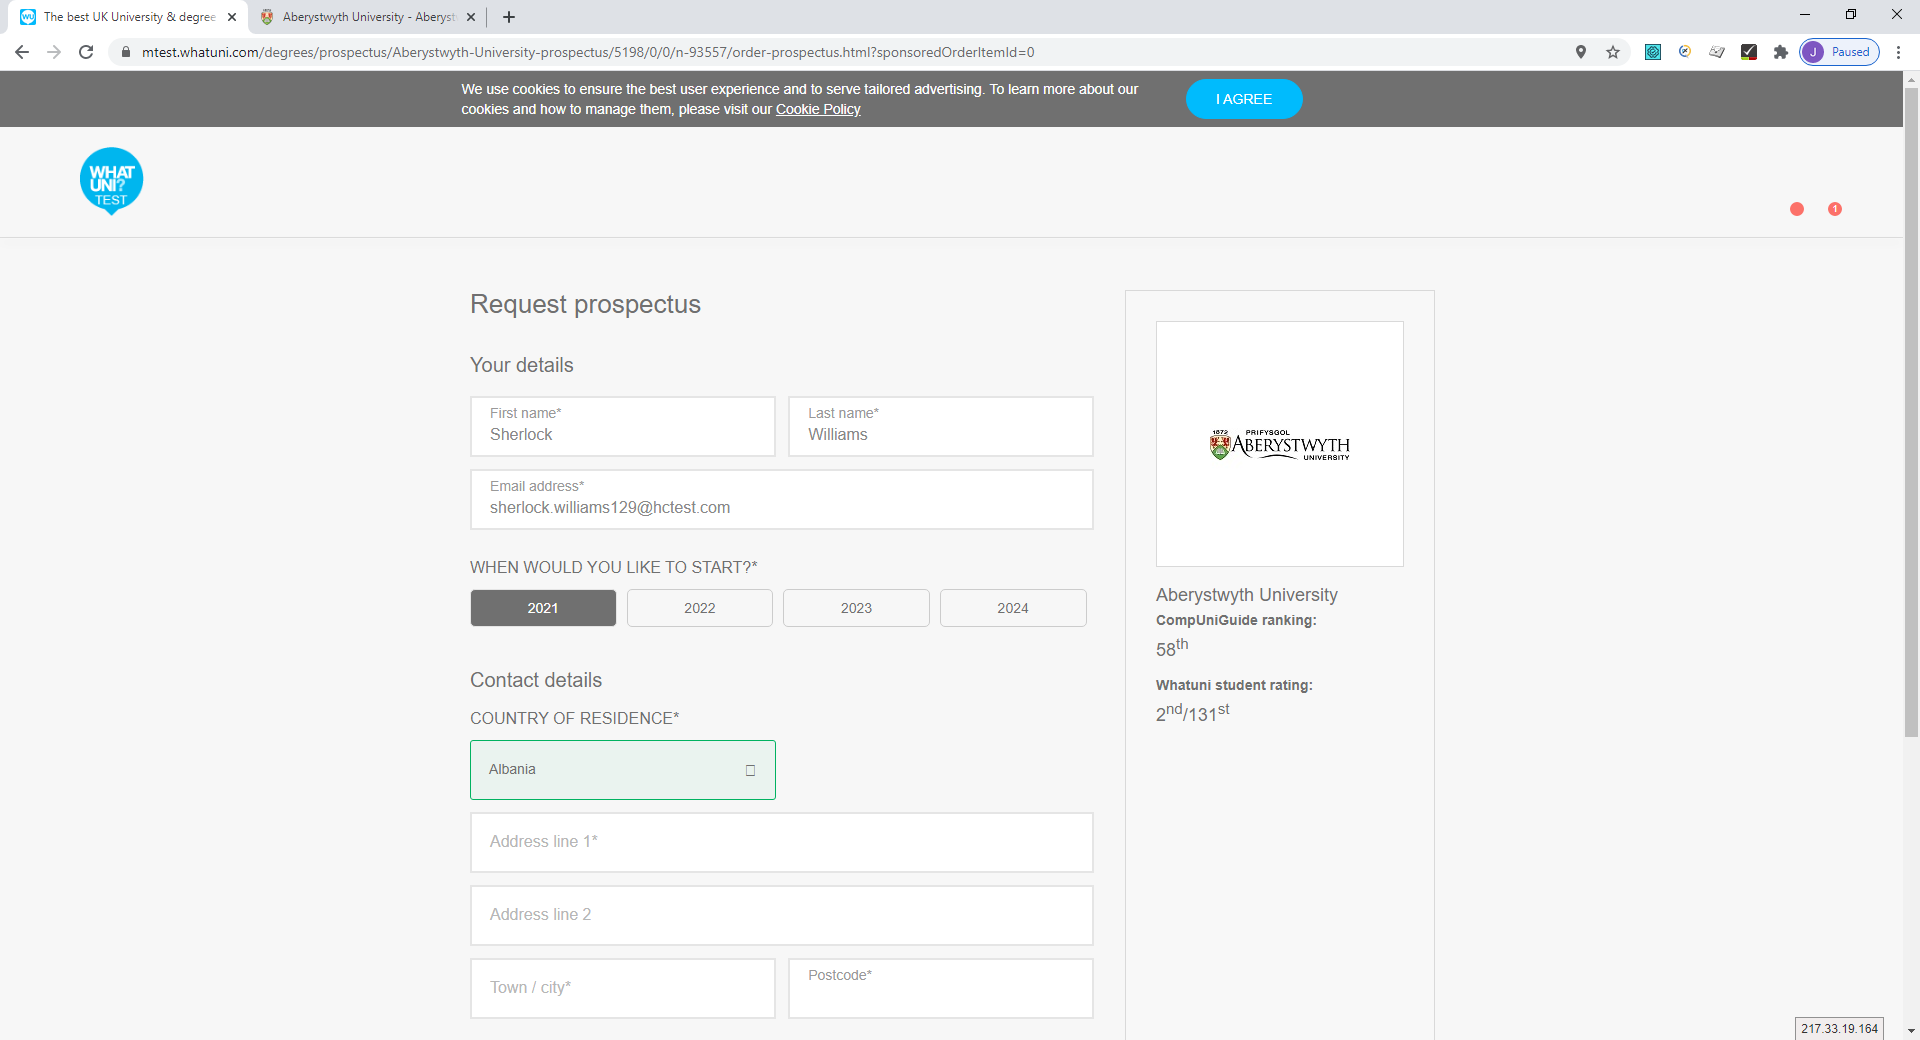 The best UK University & degree
Aberystwyth University - Aberyst
mtest.whatuni.com/degrees/prospectus/Aberystwyth-University-prospectus/5198/0/0/n-93557/order-prospectus.html?sponsoredOrderItemId=0
J Paused
We use cookies to ensure the best user experience and to serve tailored advertising. To learn more about our
cookies and how to manage them, please visit our Cookie Policy
I AGREE
WHAT
UNI?
TEST
1
Request prospectus
Your details
First name*
Sherlock
Last name*
Williams
Email address*
sherlock.williams129@hctest.com
WHEN WOULD YOU LIKE TO START?*
2021
2022
2023
2024
Contact details
COUNTRY OF RESIDENCE*
Albania
Address line 1*
Address line 2
Town / city*
Postcode*
1872 PRIFYSGOL
ABERYSTWYTH
UNIVERSITY
Aberystwyth University
CompUniGuide ranking:
58th
Whatuni student rating:
2nd/131st
217.33.19.164